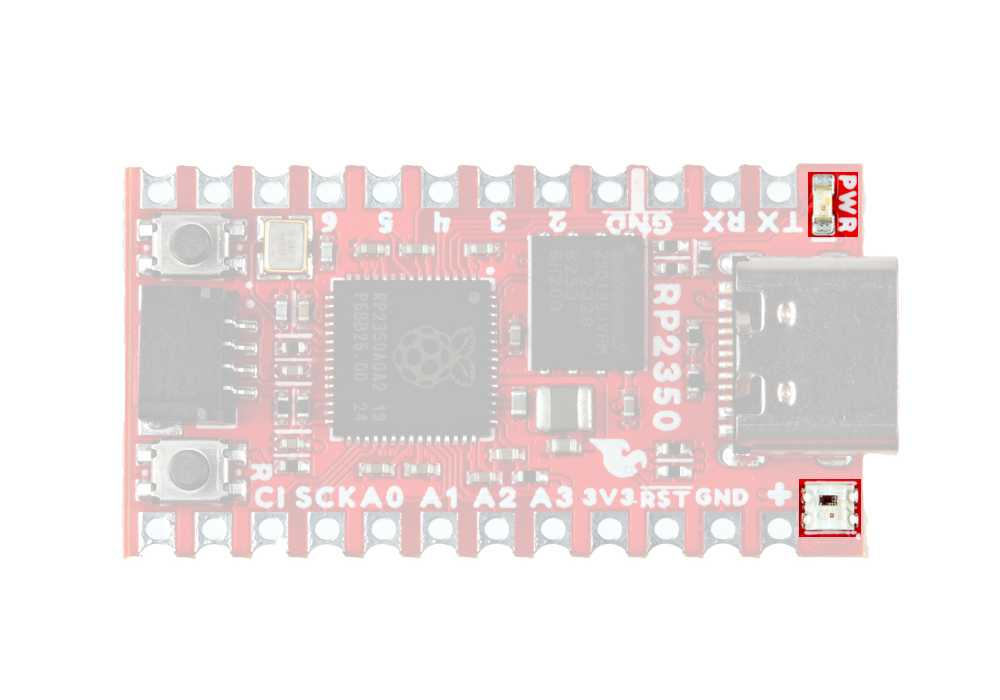 6 5 4 3 2 GND RX TX
PWR
RP2350A0A2
P6BB26.00 19
24
RP2350
R
CI SCK A0 A1 A2 A3 3V3 RST GND +